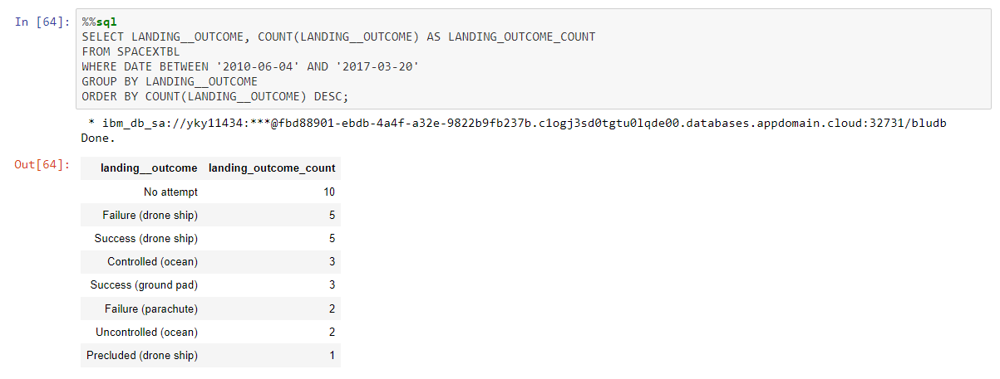 In [64]: %%sql
SELECT LANDING__OUTCOME, COUNT(LANDING__OUTCOME) AS LANDING_OUTCOME_COUNT
FROM SPACEXTBL
WHERE DATE BETWEEN '2010-06-04' AND '2017-03-20'
GROUP BY LANDING__OUTCOME
ORDER BY COUNT(LANDING__OUTCOME) DESC;
* ibm_db_sa://yky11434:***@fbd88901-ebdb-4a4f-a32e-9822b9fb237b.c1ogj3sd0tgtu0lqde00.databases.appdomain.cloud:32731/bludb
Done.
Out[64]: landing__outcome landing_outcome_count
No attempt 10
Failure (drone ship) 5
Success (drone ship) 5
Controlled (ocean) 3
Success (ground pad) 3
Failure (parachute) 2
Uncontrolled (ocean) 2
Precluded (drone ship) 1